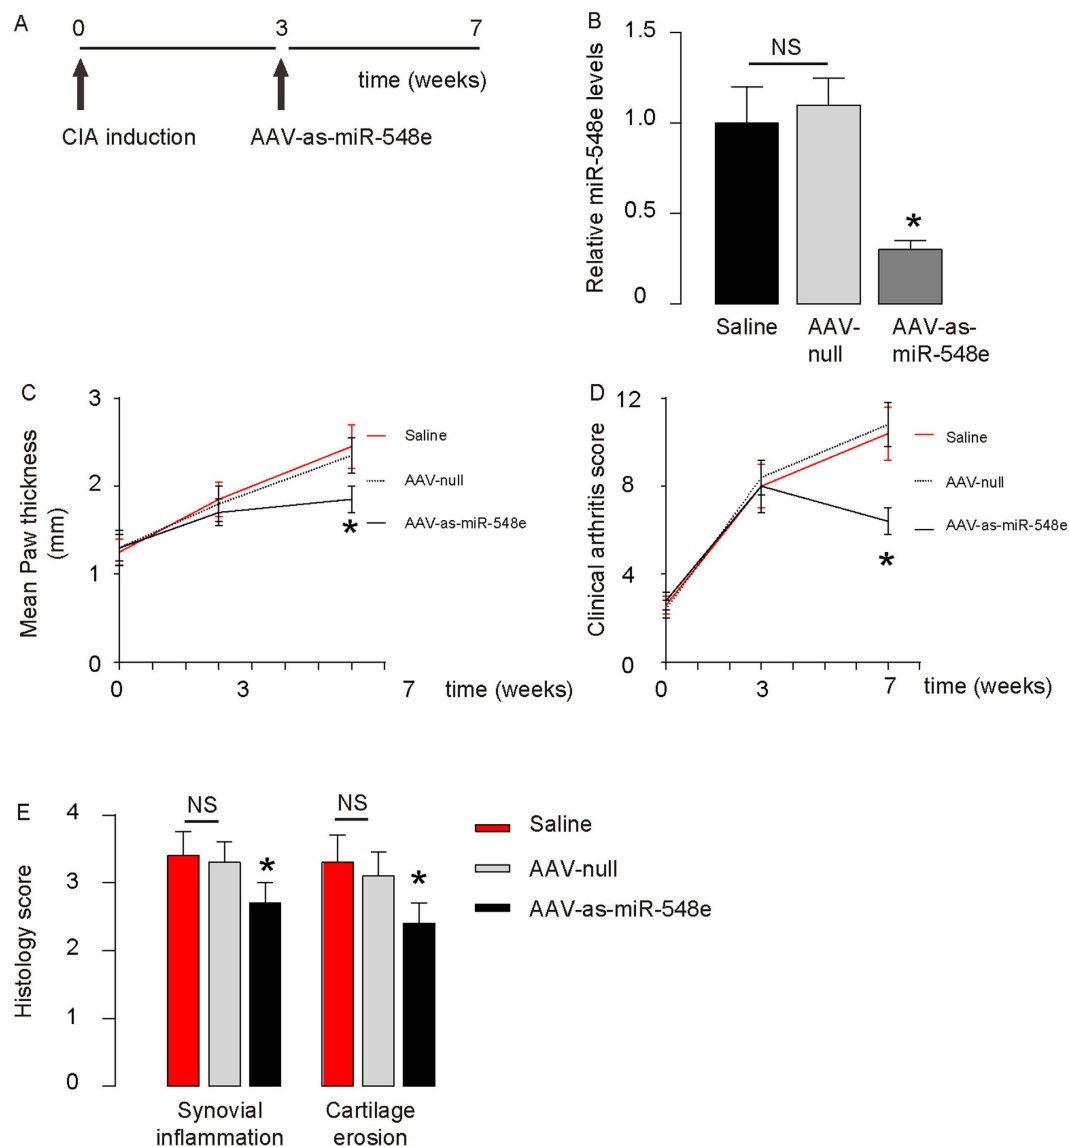 A
0 3 7
time (weeks)
CIA induction AAV-as-miR-548e
B
Relative miR-548e levels
1.5
1.0
0.5
0
NS
*
Saline AAV-null AAV-as-miR-548e
C
Mean Paw thickness (mm)
3
2
1
0
Saline
AAV-null
AAV-as-miR-548e
*
0 3 7 time (weeks)
D
Clinical arthritis score
12
8
4
0
Saline
AAV-null
AAV-as-miR-548e
*
0 3 7 time (weeks)
E
Histology score
4
3
2
1
0
NS NS
* *
Saline
AAV-null
AAV-as-miR-548e
Synovial Cartilage
inflammation erosion